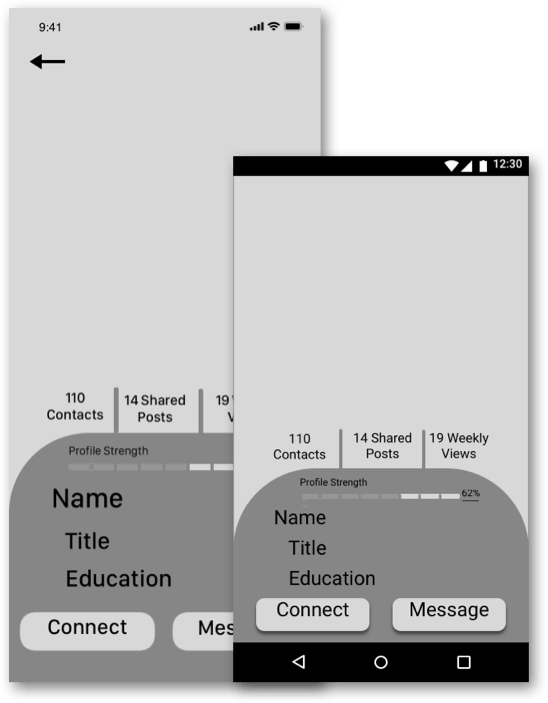 9:41
110
Contacts
14 Shared
Posts
19
Profile Strength
Name
Title
Education
Connect
Mes
12:30
110
Contacts
14 Shared
Posts
19 Weekly
Views
Profile Strength
62%
Name
Title
Education
Connect
Message